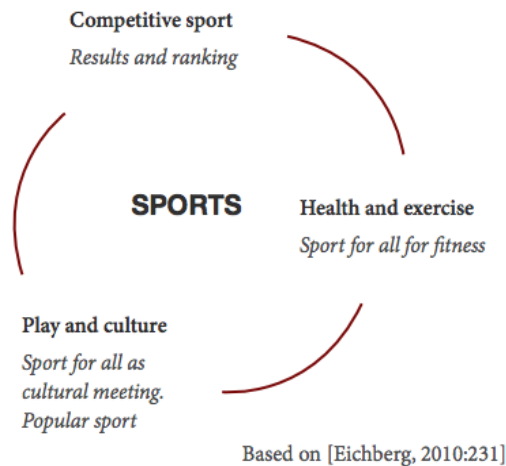 Competitive sport
Results and ranking
SPORTS
Health and exercise
Sport for all for fitness
Play and culture
Sport for all as
cultural meeting.
Popular sport
Based on [Eichberg, 2010:231]